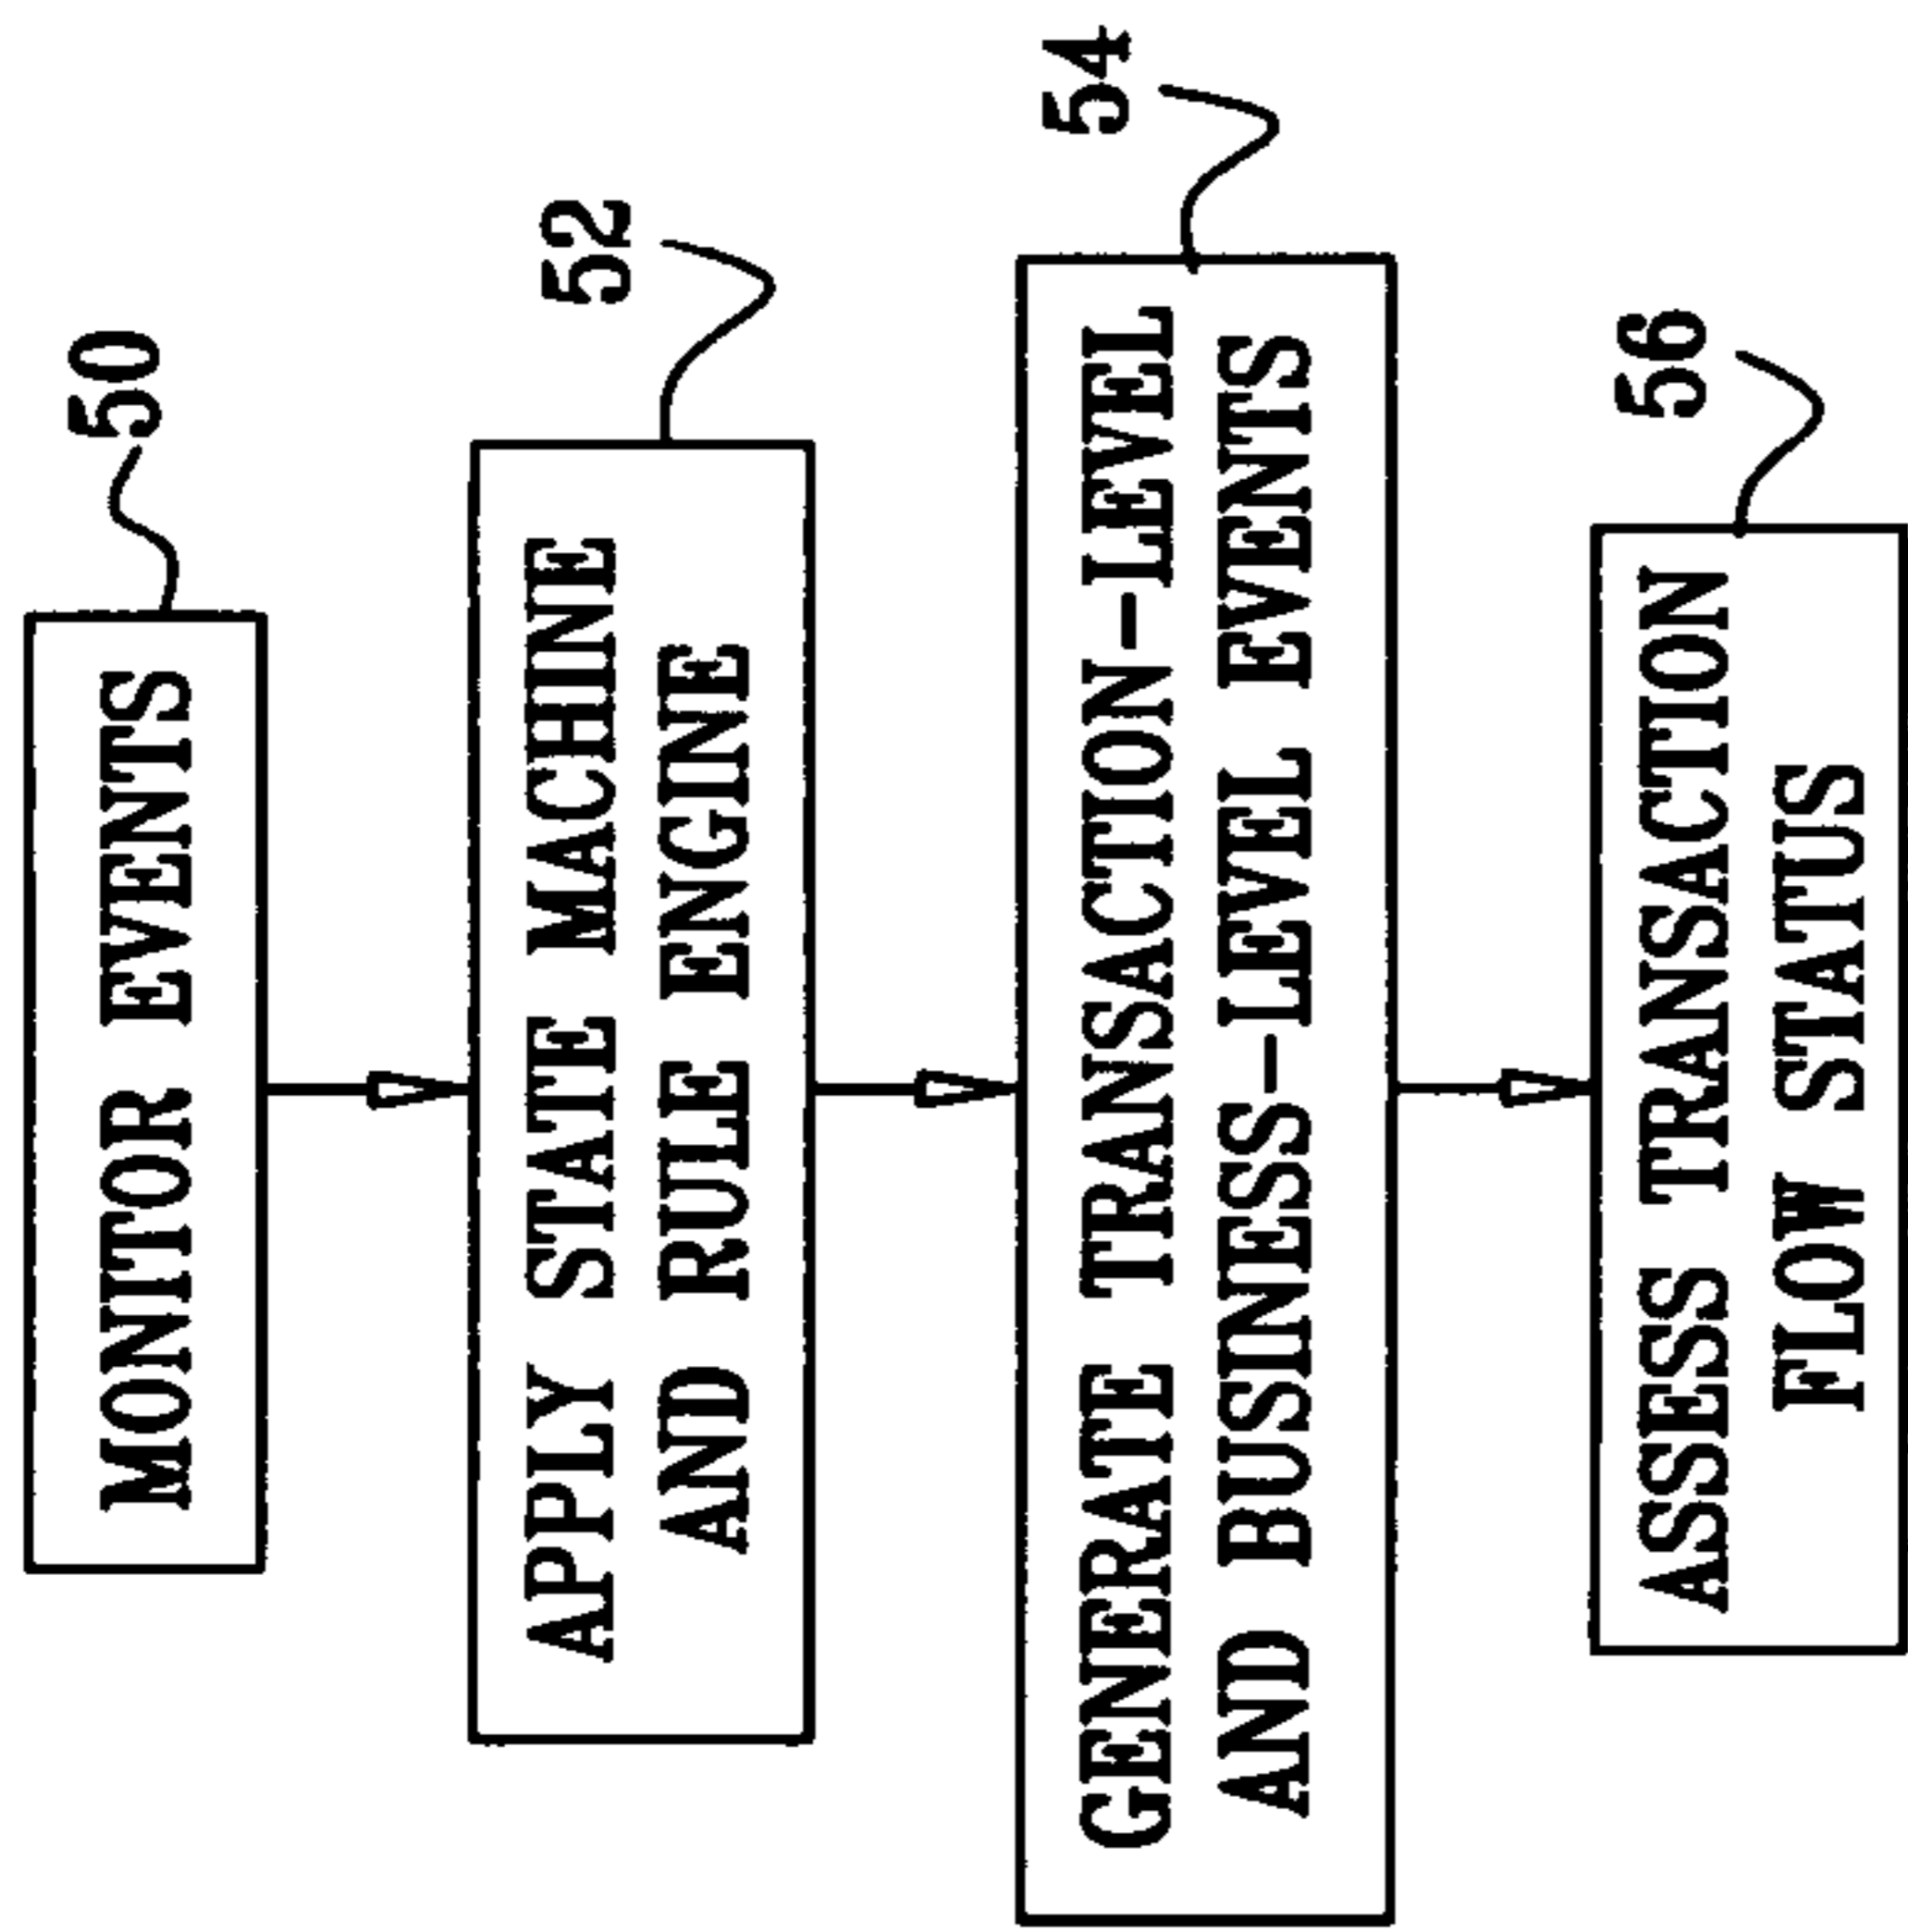 50
MONITOR EVENTS
52
APPLY STATE MACHINE
AND RULE ENGINE
54
GENERATE TRANSACTION-LEVEL
AND BUSINESS-LEVEL EVENTS
56
ASSESS TRANSACTION
FLOW STATUS